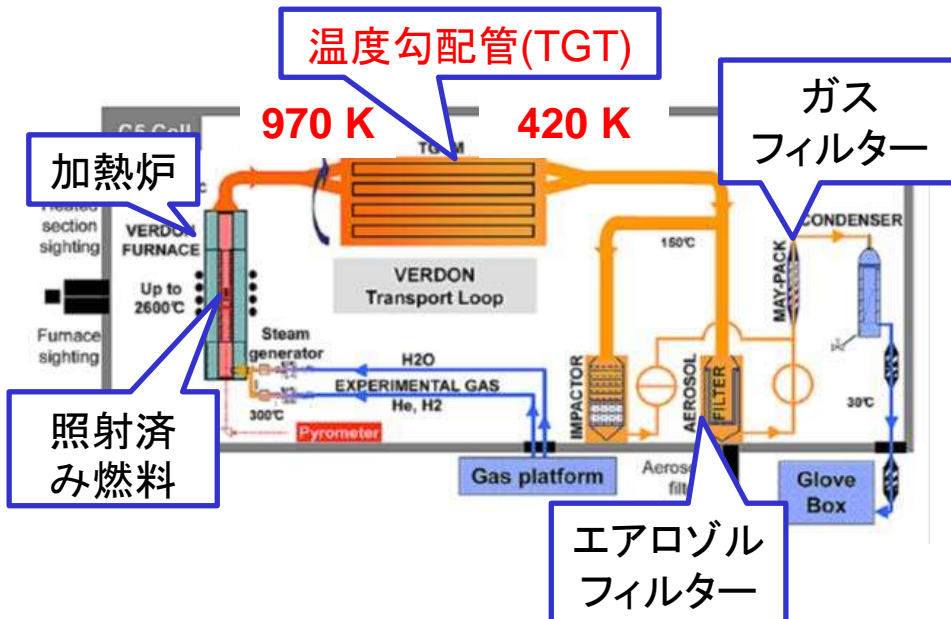 温度勾配管(TGT)
970 K
420 K
ガス
フィルター
加熱炉
section
sighting
VERDON
FURNACE
Up to
2600℃
Furnace
sighting
VERDON
Transport Loop
150℃
MAY-PACK
CONDENSER
Steam
generator
H2O
EXPERIMENTAL GAS
He, H2
300℃
Pyrometer
IMPACTOR
AEROSOL
FILTER
30℃
照射済
み燃料
Gas platform
Glove
Box
エアロゾル
フィルター